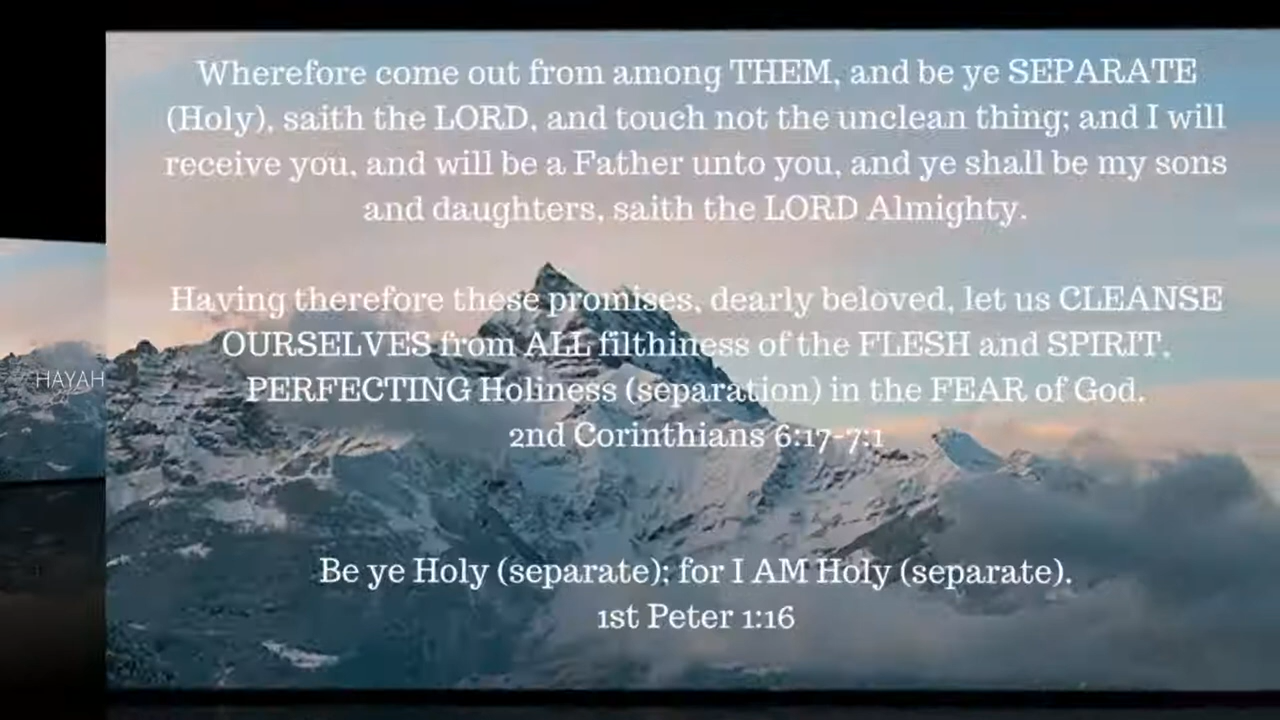 Wherefore come out from among THEM, and be ye SEPARATE
(Holy), saith the LORD, and touch not the unclean thing; and I will
receive you, and will be a Father unto you, and ye shall be my sons
and daughters, saith the LORD Almighty.
Having therefore these promises, dearly beloved, let us CLEANSE
OURSELVES from ALL filthiness of the FLESH and SPIRIT,
PERFECTING Holiness (separation) in the FEAR of God.
2nd Corinthians 6:17-7:1
HAYAH
Be ye Holy (separate); for I AM Holy (separate).
1st Peter 1:16